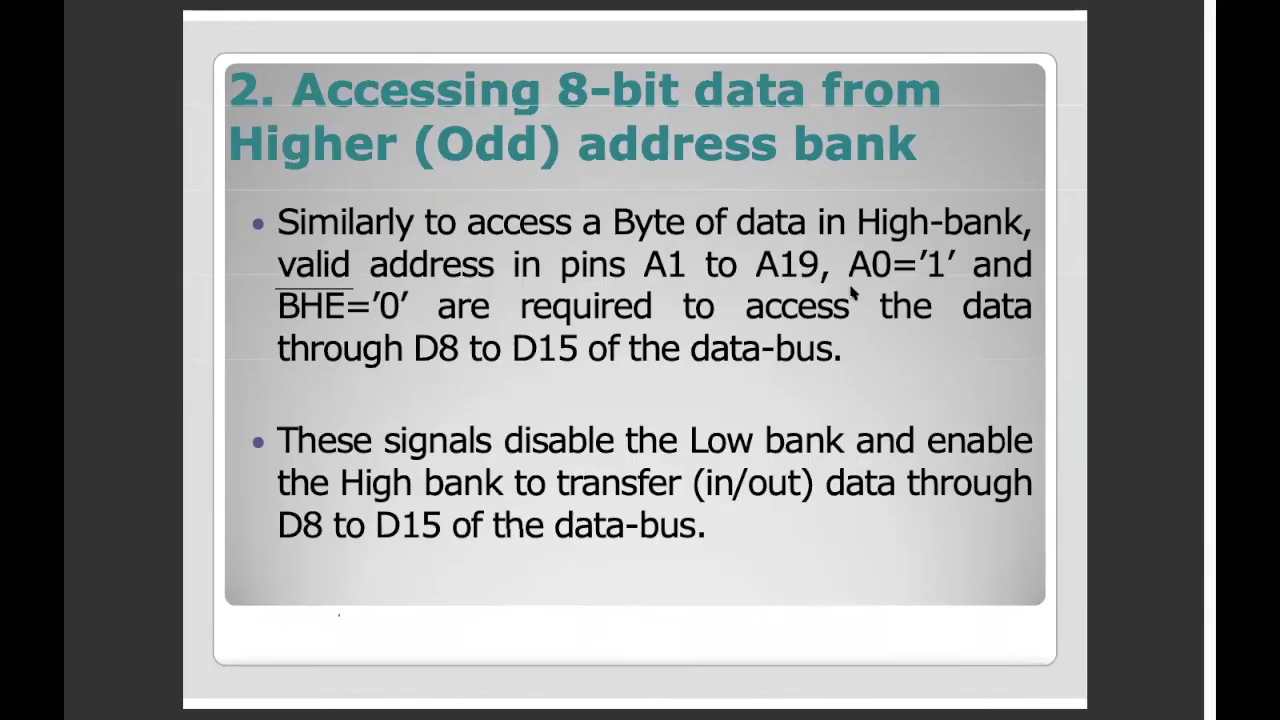 2. Accessing 8-bit data from
Higher (Odd) address bank
• Similarly to access a Byte of data in High-bank,
valid address in pins A1 to A19, A0=’1’ and
B̅H̅E̅=’0’ are required to access the data
through D8 to D15 of the data-bus.
• These signals disable the Low bank and enable
the High bank to transfer (in/out) data through
D8 to D15 of the data-bus.